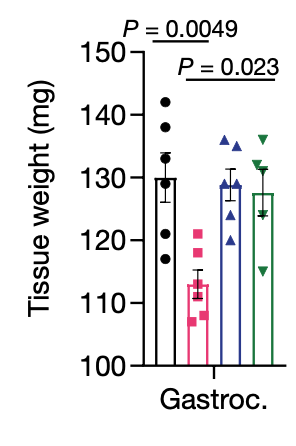 P = 0.0049
P = 0.023
Tissue weight (mg)
150
140
130
120
110
100
Gastroc.